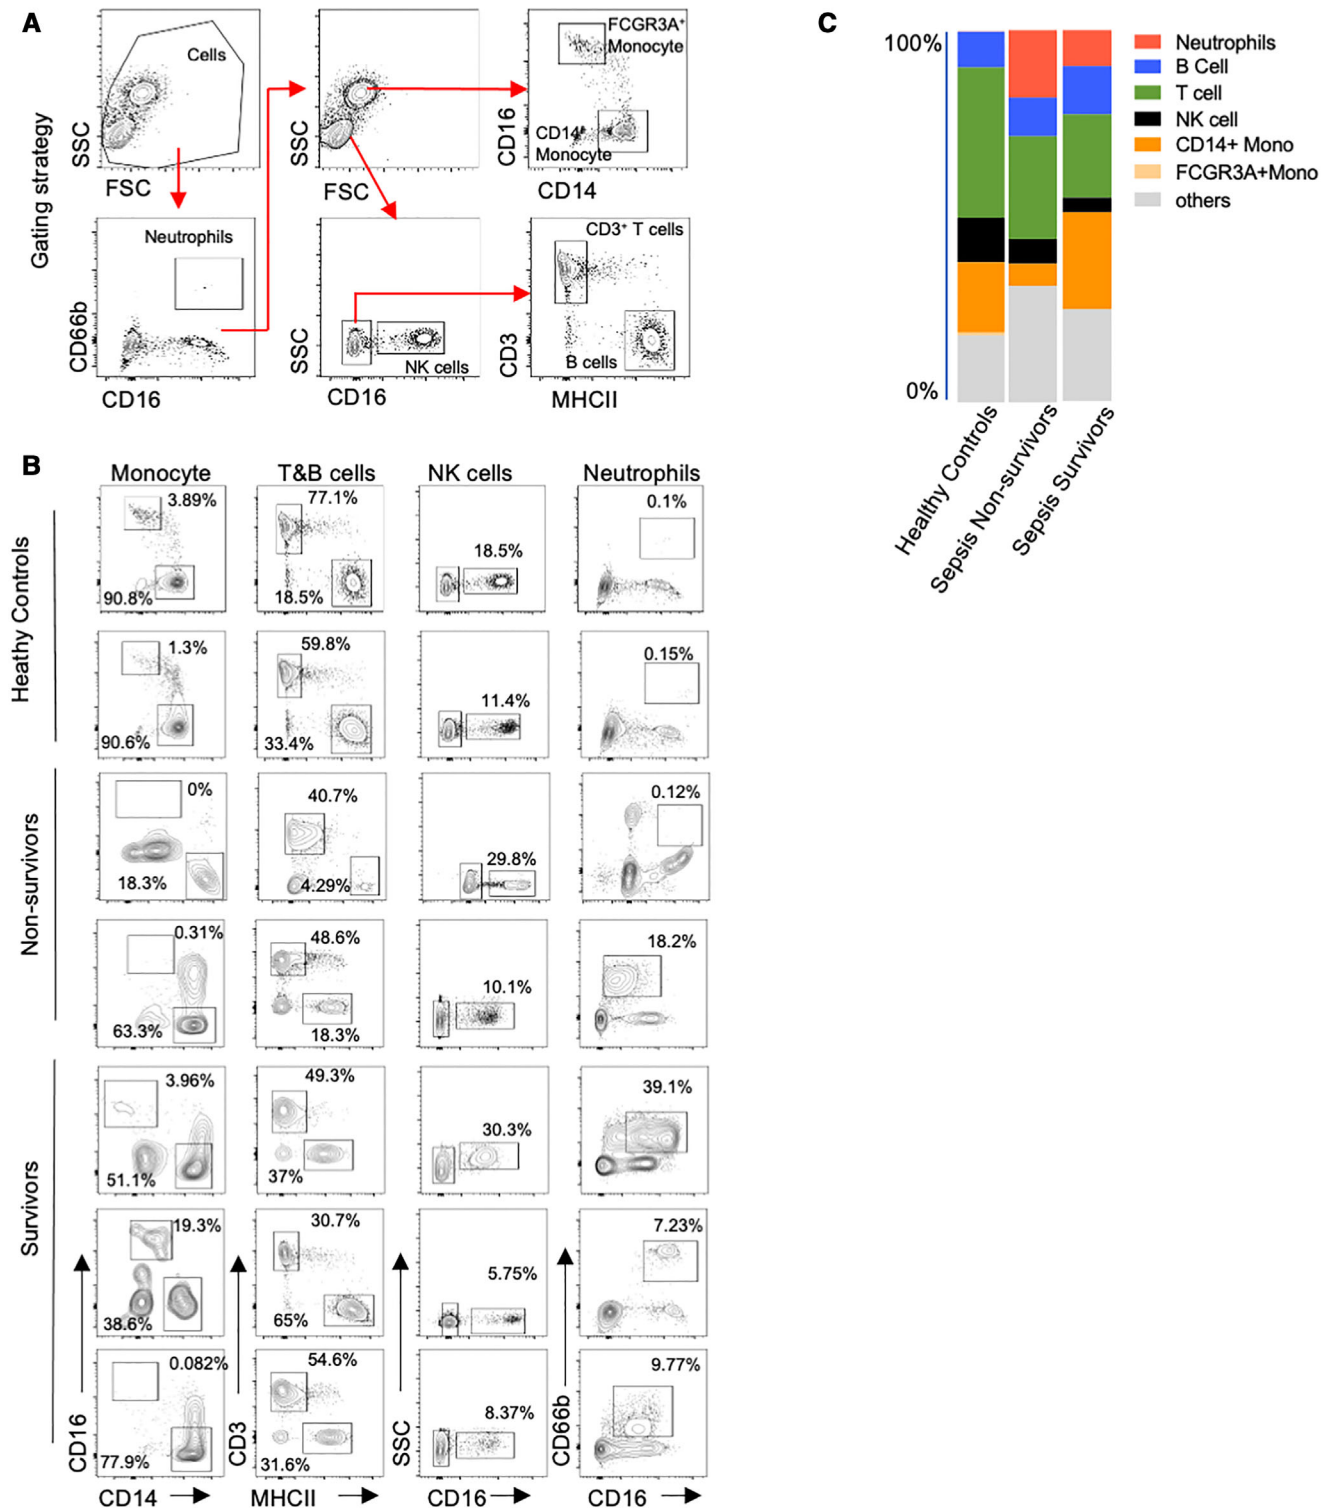 A
Gating strategy
Cells
SSC
FSC
SSC
FSC
FCGR3A⁺
Monocyte
CD14⁺
Monocyte
CD16
CD14
Neutrophils
CD66b
CD16
SSC
NK cells
CD16
CD3⁺ T cells
B cells
CD3
MHCII
C
100%
0%
Neutrophils
B Cell
T cell
NK cell
CD14+ Mono
FCGR3A+Mono
others
Healthy Controls
Sepsis Non-survivors
Sepsis Survivors
B
Monocyte T&B cells NK cells Neutrophils
Heathy Controls
3.89% 77.1% 18.5% 0.1%
90.8% 18.5%
1.3% 59.8% 11.4% 0.15%
90.6% 33.4%
Non-survivors
0% 40.7% 29.8% 0.12%
18.3% 4.29%
0.31% 48.6% 10.1% 18.2%
63.3% 18.3%
Survivors
3.96% 49.3% 30.3% 39.1%
51.1% 37%
19.3% 30.7% 5.75% 7.23%
38.6% 65%
0.082% 54.6% 8.37% 9.77%
77.9% 31.6%
CD16 CD3 SSC CD66b
CD14 MHCII CD16 CD16